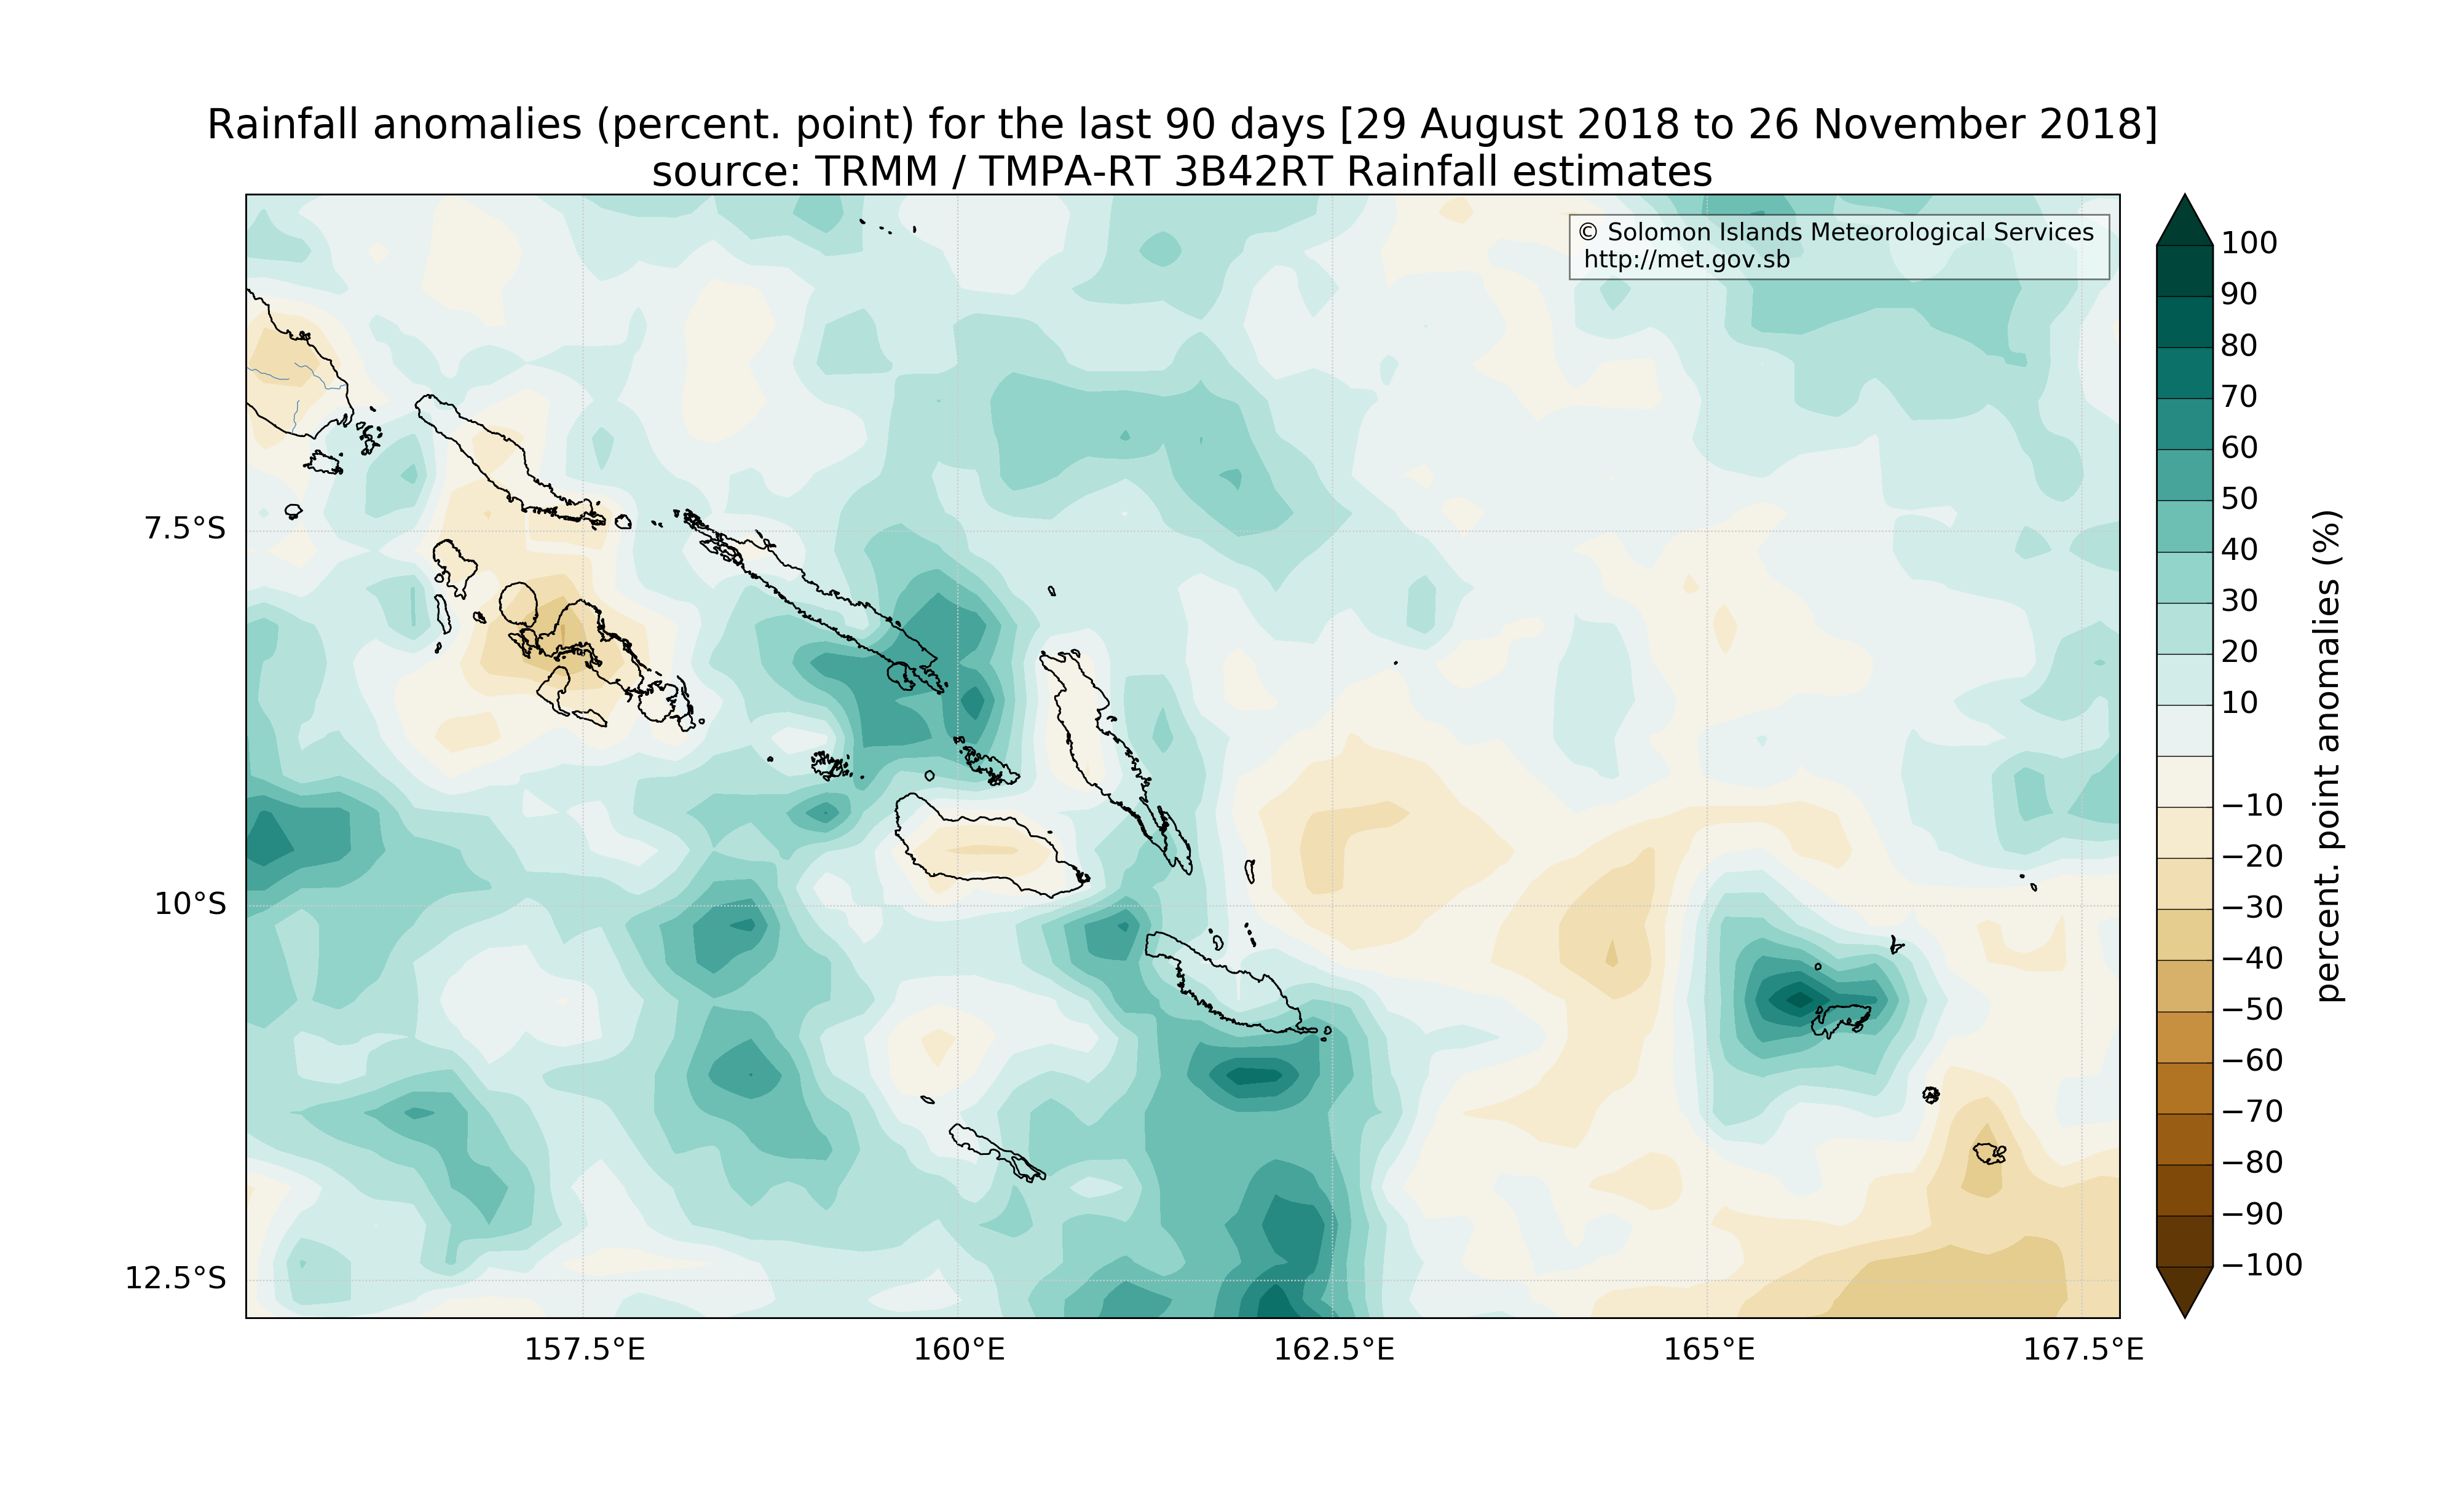 Rainfall anomalies (percent. point) for the last 90 days [29 August 2018 to 26 November 2018]
source: TRMM / TMPA-RT 3B42RT Rainfall estimates
© Solomon Islands Meteorological Services
http://met.gov.sb
7.5°S
10°S
12.5°S
157.5°E
160°E
162.5°E
165°E
167.5°E
100
90
80
70
60
50
40
30
20
10
−10
−20
−30
−40
−50
−60
−70
−80
−90
−100
percent. point anomalies (%)